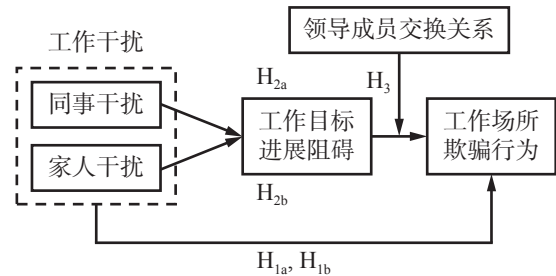 领导成员交换关系
工作干扰
H2a
H3
同事干扰
工作目标
进展阻碍
工作场所
欺骗行为
家人干扰
H2b
H1a, H1b